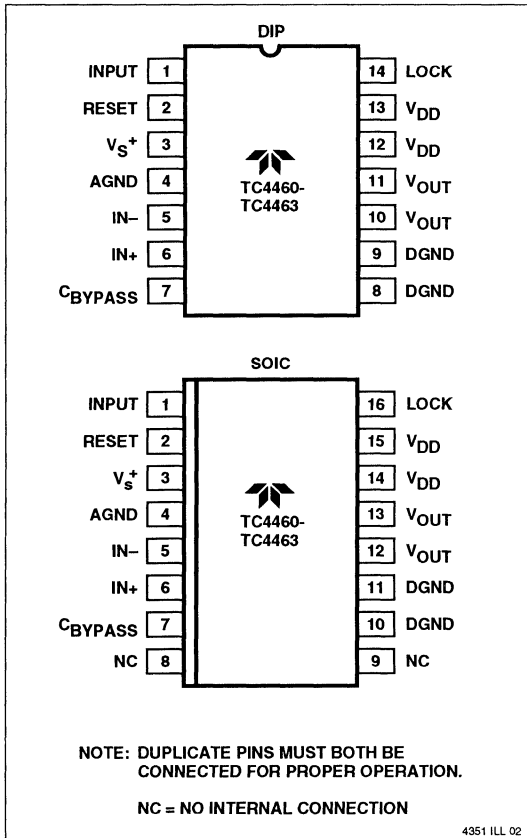 DIP
INPUT 1 14 LOCK
RESET 2 13 VDD
VS+ 3 12 VDD
AGND 4 11 VOUT
IN– 5 10 VOUT
IN+ 6 9 DGND
CBYPASS 7 8 DGND
TC4460-
TC4463
SOIC
INPUT 1 16 LOCK
RESET 2 15 VDD
Vs+ 3 14 VDD
AGND 4 13 VOUT
IN– 5 12 VOUT
IN+ 6 11 DGND
CBYPASS 7 10 DGND
NC 8 9 NC
TC4460-
TC4463
NOTE: DUPLICATE PINS MUST BOTH BE
CONNECTED FOR PROPER OPERATION.
NC = NO INTERNAL CONNECTION
4351 ILL 02